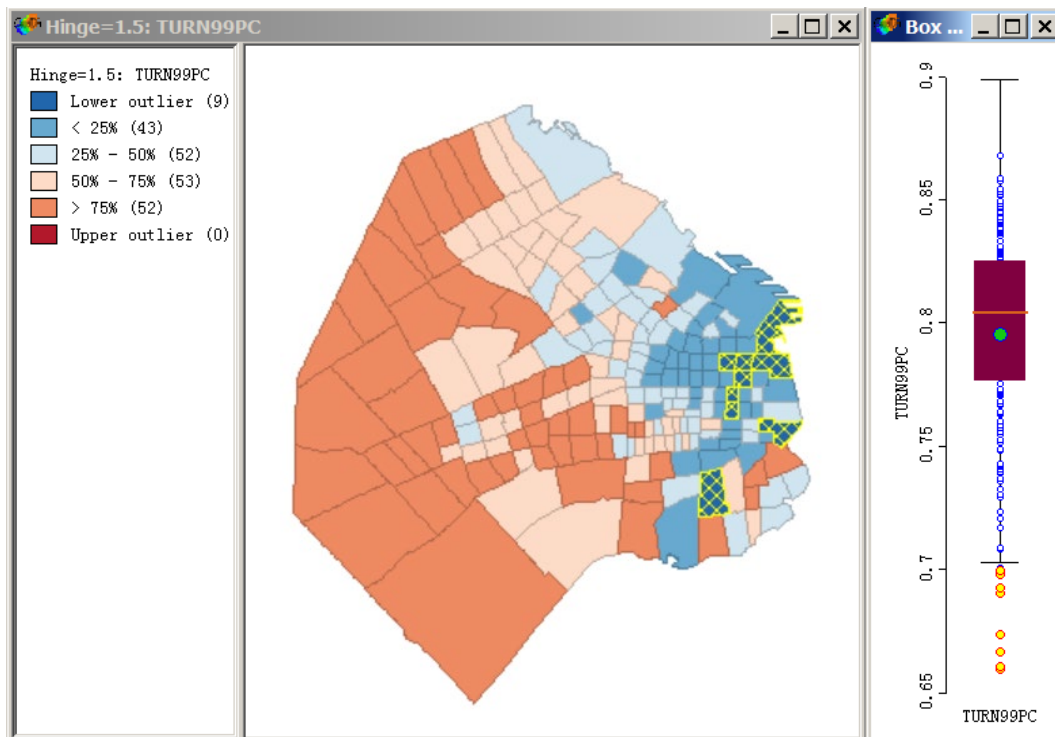 Hinge=1.5: TURN99PC
Hinge=1.5: TURN99PC
Lower outlier (9)
< 25% (43)
25% - 50% (52)
50% - 75% (53)
> 75% (52)
Upper outlier (0)
Box ...
0.9
0.85
0.8
0.75
0.7
0.65
TURN99PC
TURN99PC